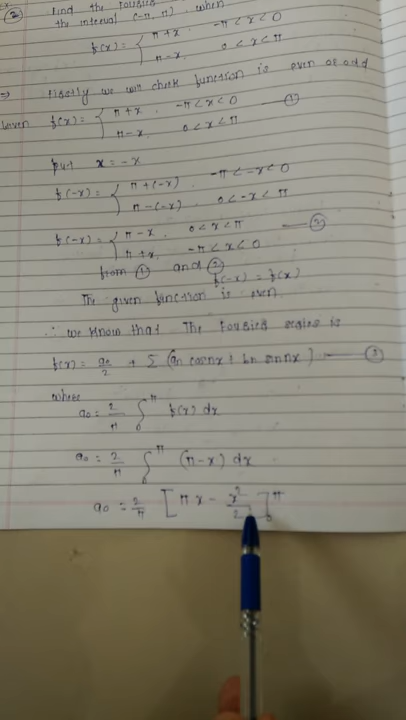 ② Find the Fourier
the interval (-π, π) when
f(x) = { π+x . -π < x < 0
π-x . 0 < x < π
⇒ Firstly we will check function is even or odd
Given f(x) = { π+x . -π < x < 0 —①
π-x . 0 < x < π
put x = -x
f(-x) = { π+(-x) . -π < -x < 0
π-(-x) . 0 < -x < π
f(-x) = { π-x . 0 < x < π —②
π+x . -π < x < 0
from ① and ②
f(-x) = f(x)
The given function is even
∴ we know that The Fourier series is
f(x) = a0/2 + Σ (an cosnx + bn sinnx) —③
where
a0 = 2/π ∫0^π f(x) dx
a0 = 2/π ∫0^π (π-x) dx
a0 = 2/π [πx - x²/2]0^π